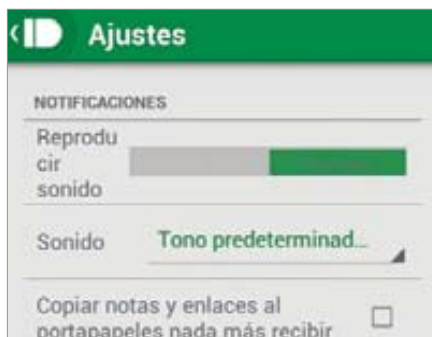 Ajustes
NOTIFICACIONES
Reprodu
cir
sonido
Sonido
Tono predeterminad...
Copiar notas y enlaces al
portapapeles nada más recibir